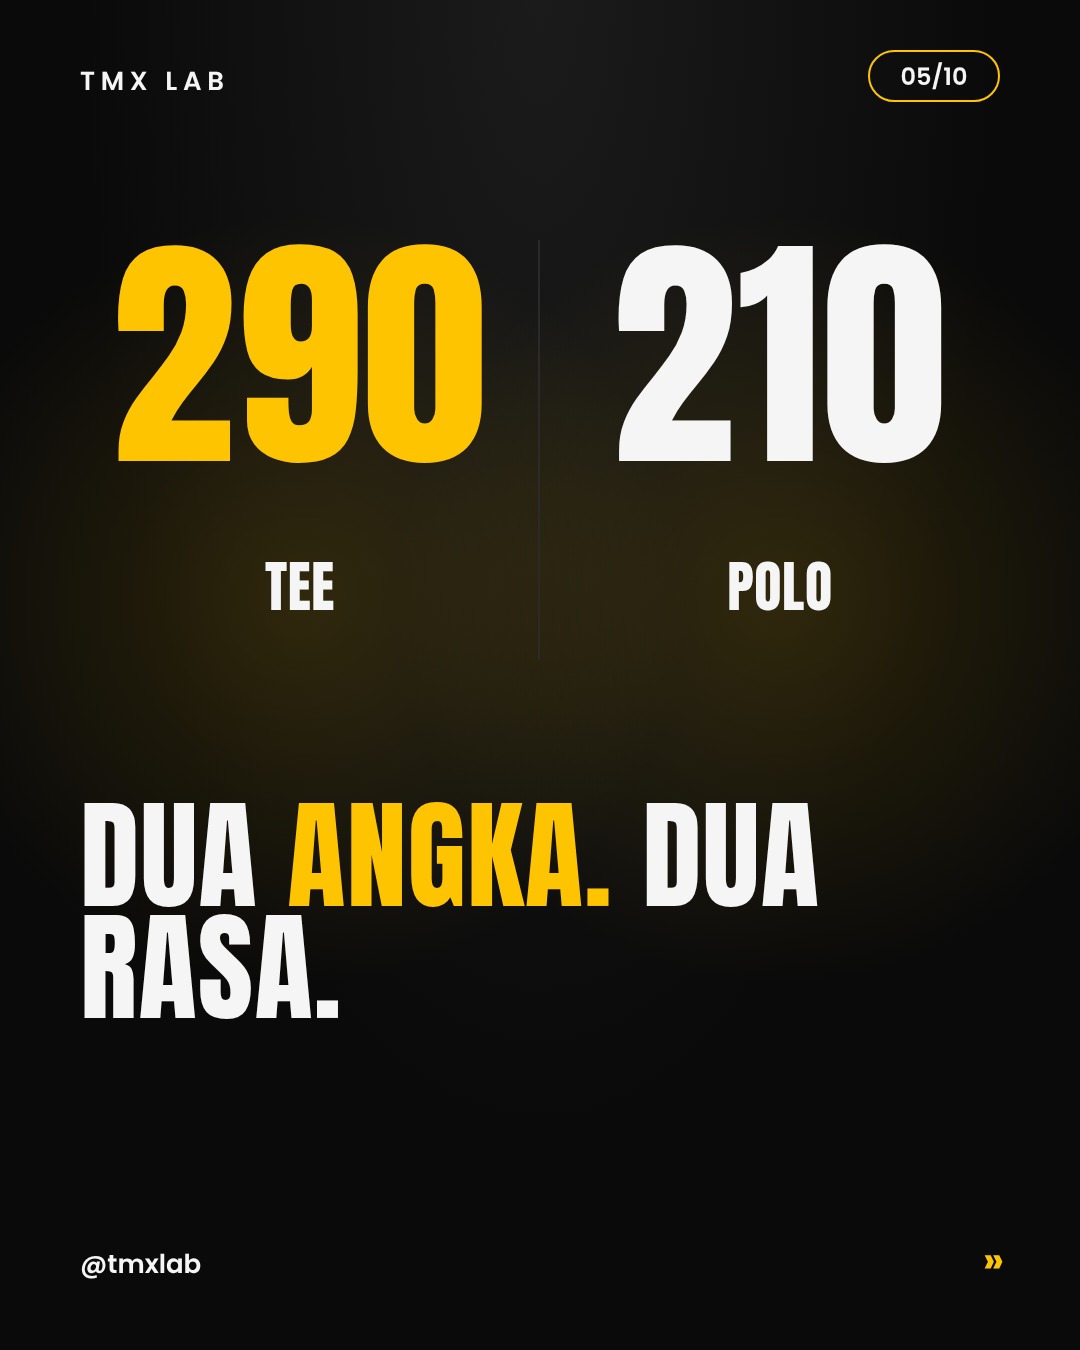 TMX LAB
05/10
290
210
TEE
POLO
DUA ANGKA. DUA
RASA.
@tmxlab
»